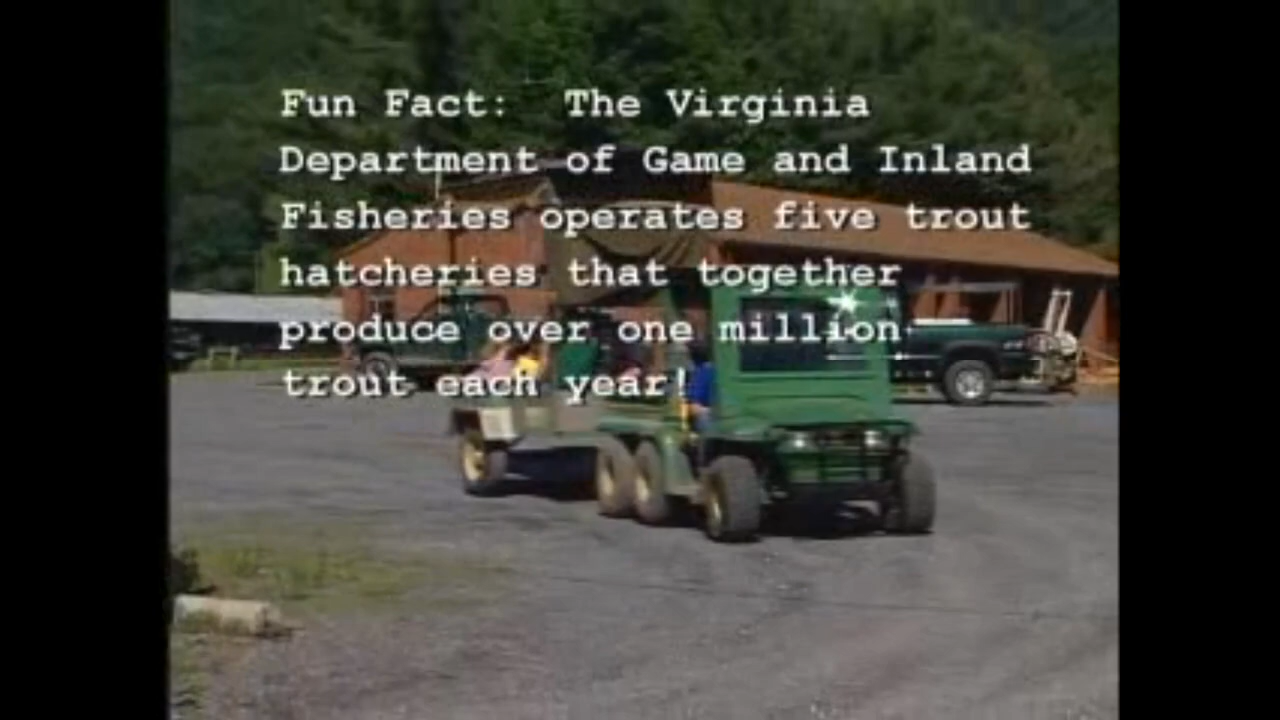 Fun Fact:  The Virginia
Department of Game and Inland
Fisheries operates five trout
hatcheries that together
produce over one million
trout each year!